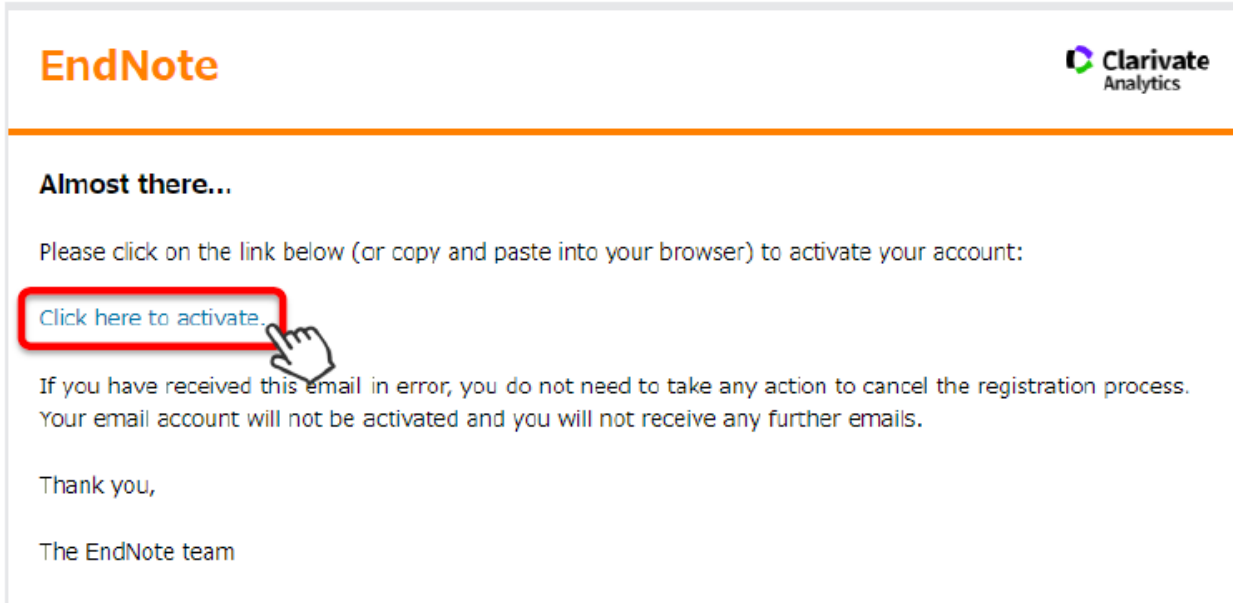 EndNote
Clarivate
Analytics
Almost there...
Please click on the link below (or copy and paste into your browser) to activate your account:
Click here to activate.
If you have received this email in error, you do not need to take any action to cancel the registration process.
Your email account will not be activated and you will not receive any further emails.
Thank you,
The EndNote team